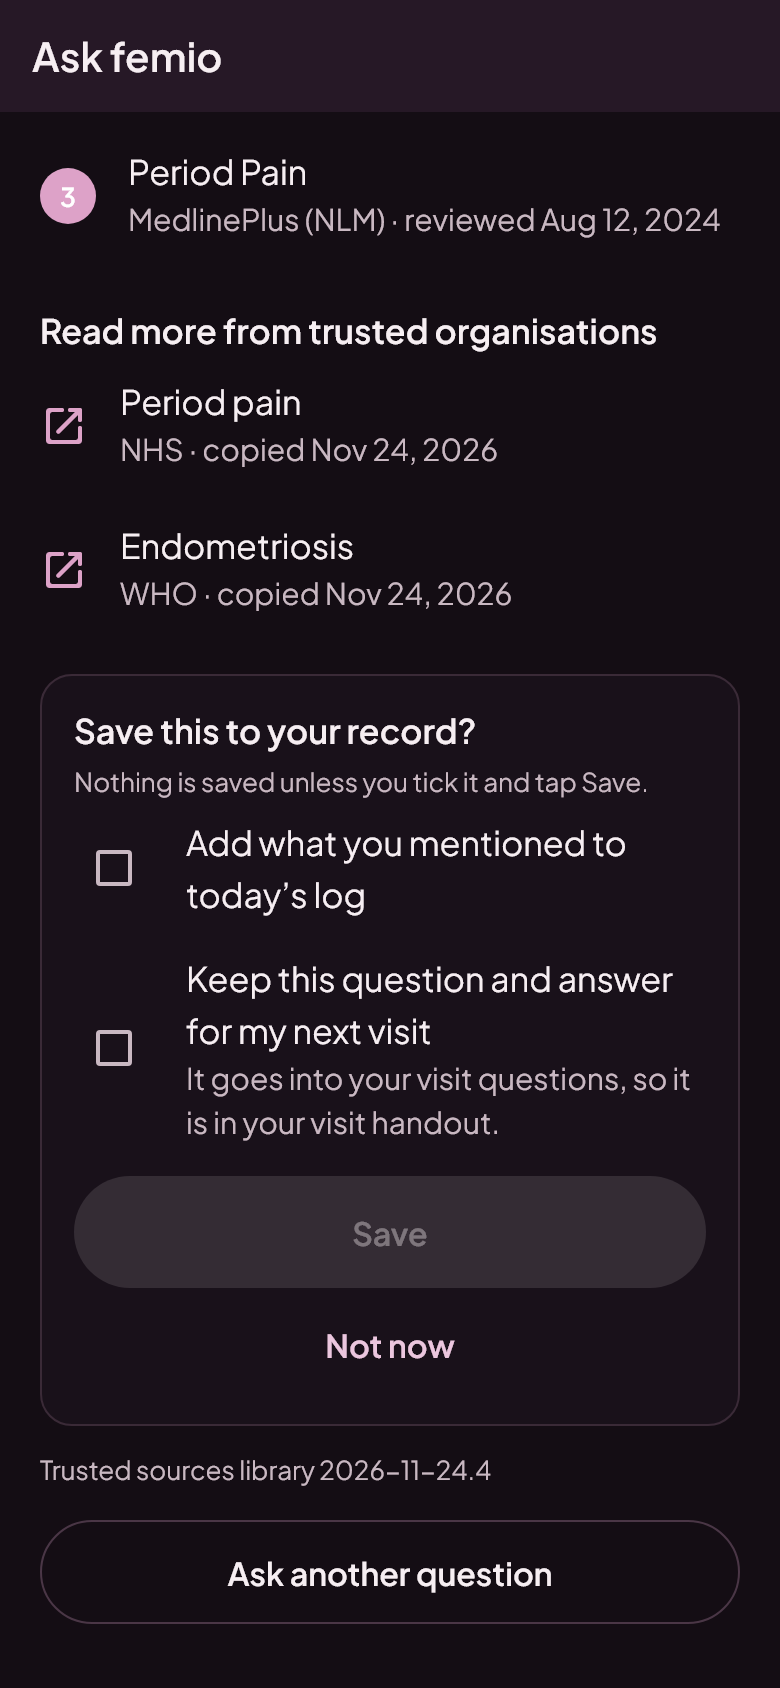 Ask femio
3
Period Pain
MedlinePlus (NLM) · reviewed Aug 12, 2024
Read more from trusted organisations
Period pain
NHS · copied Nov 24, 2026
Endometriosis
WHO · copied Nov 24, 2026
Save this to your record?
Nothing is saved unless you tick it and tap Save.
Add what you mentioned to
today’s log
Keep this question and answer
for my next visit
It goes into your visit questions, so it
is in your visit handout.
Save
Not now
Trusted sources library 2026-11-24.4
Ask another question